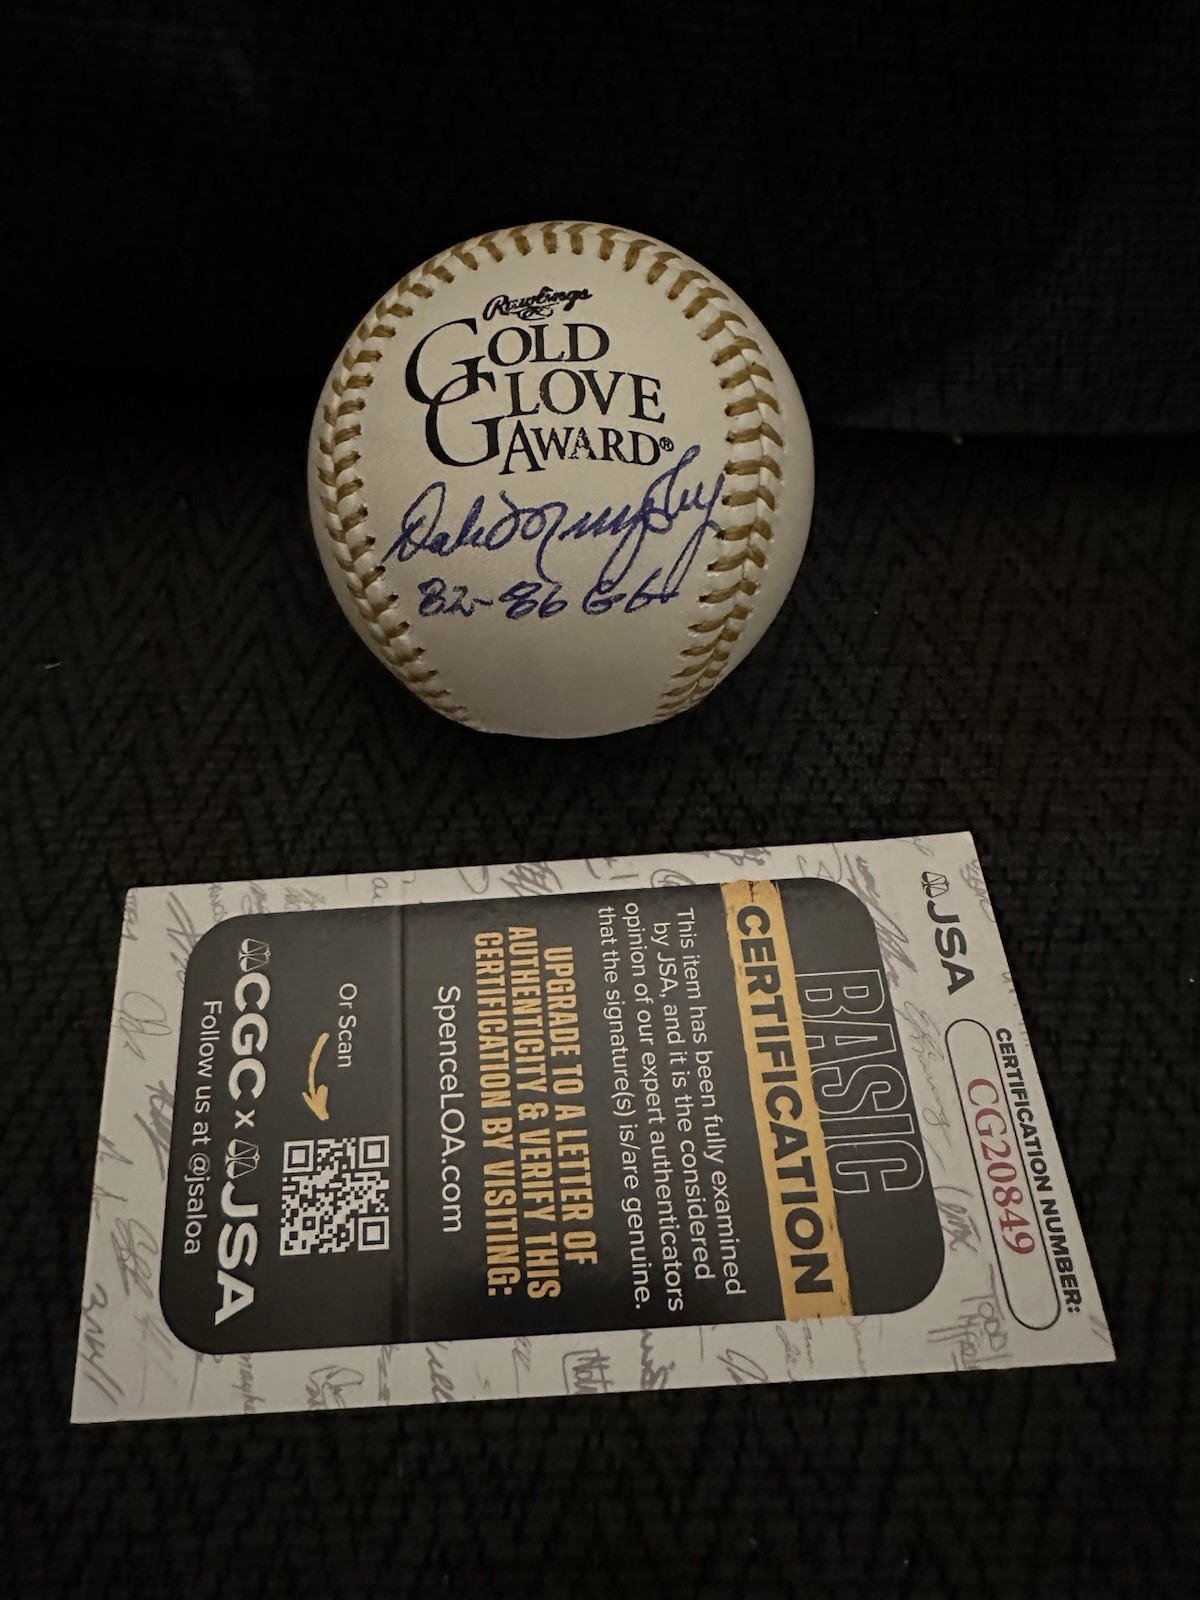 Rawlings
GOLD
GLOVE
AWARD®
Dale Murphy
82-86 GG
JSA
CERTIFICATION NUMBER:
CG20849
BASIC
CERTIFICATION
This item has been fully examined
by JSA, and it is the considered
opinion of our expert authenticators
that the signature(s) is/are genuine.
UPGRADE TO A LETTER OF
AUTHENTICITY & VERIFY THIS
CERTIFICATION BY VISITING:
SpenceLOA.com
Or Scan
CGC x JSA
Follow us at @jsaloa